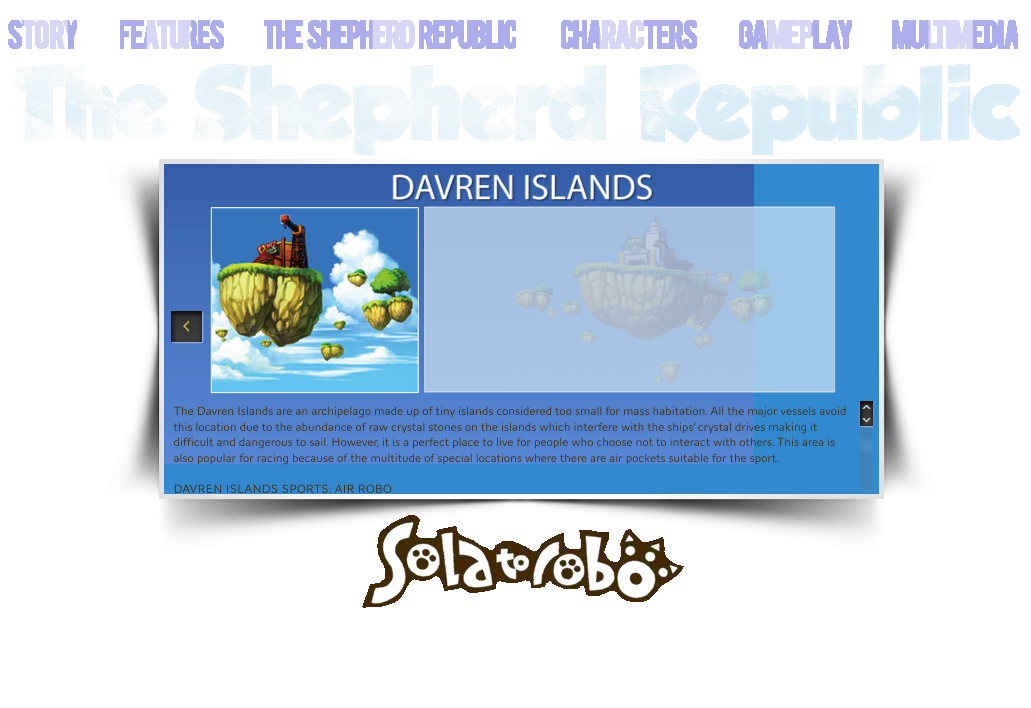 STORY FEATURES THE SHEPHERD REPUBLIC CHARACTERS GAMEPLAY MULTIMEDIA
The Shepherd Republic
DAVREN ISLANDS
The Davren Islands are an archipelago made up of tiny islands considered too small for mass habitation. All the major vessels avoid
this location due to the abundance of raw crystal stones on the islands which interfere with the ships' crystal drives making it
difficult and dangerous to sail. However, it is a perfect place to live for people who choose not to interact with others. This area is
also popular for racing because of the multitude of special locations where there are air pockets suitable for the sport.
DAVREN ISLANDS SPORTS: AIR ROBO
Solatorobo